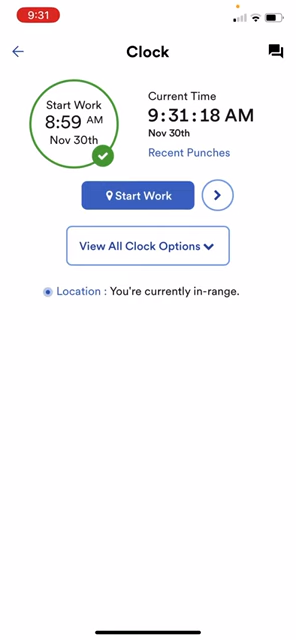 9:31
Clock
Start Work
8:59 AM
Nov 30th
Current Time
9:31:18 AM
Nov 30th
Recent Punches
Start Work
View All Clock Options
Location : You're currently in-range.